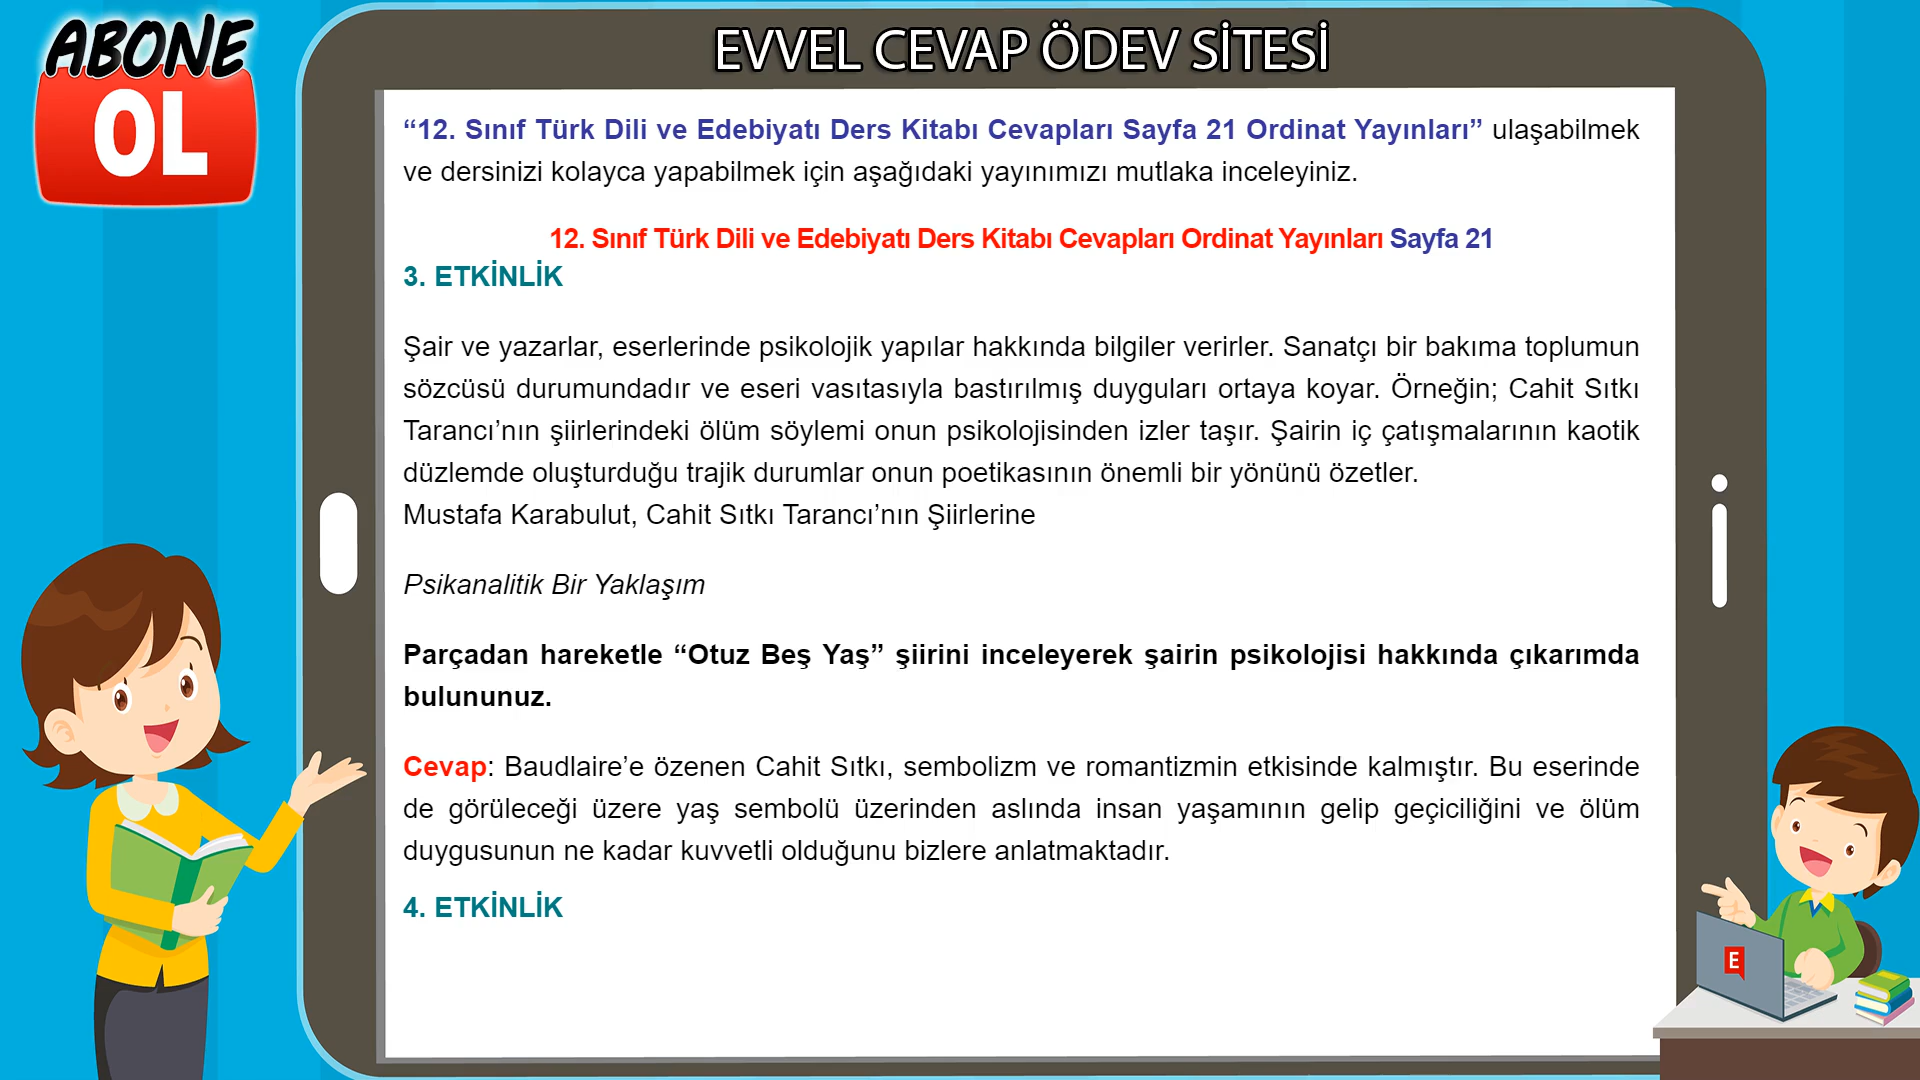 ABONE
OL
EVVEL CEVAP ÖDEV SİTESİ
“12. Sınıf Türk Dili ve Edebiyatı Ders Kitabı Cevapları Sayfa 21 Ordinat Yayınları” ulaşabilmek
ve dersinizi kolayca yapabilmek için aşağıdaki yayınımızı mutlaka inceleyiniz.
12. Sınıf Türk Dili ve Edebiyatı Ders Kitabı Cevapları Ordinat Yayınları Sayfa 21
3. ETKİNLİK
Şair ve yazarlar, eserlerinde psikolojik yapılar hakkında bilgiler verirler. Sanatçı bir bakıma toplumun
sözcüsü durumundadır ve eseri vasıtasıyla bastırılmış duyguları ortaya koyar. Örneğin; Cahit Sıtkı
Tarancı’nın şiirlerindeki ölüm söylemi onun psikolojisinden izler taşır. Şairin iç çatışmalarının kaotik
düzlemde oluşturduğu trajik durumlar onun poetikasının önemli bir yönünü özetler.
Mustafa Karabulut, Cahit Sıtkı Tarancı’nın Şiirlerine
Psikanalitik Bir Yaklaşım
Parçadan hareketle “Otuz Beş Yaş” şiirini inceleyerek şairin psikolojisi hakkında çıkarımda
bulununuz.
Cevap: Baudlaire’e özenen Cahit Sıtkı, sembolizm ve romantizmin etkisinde kalmıştır. Bu eserinde
de görüleceği üzere yaş sembolü üzerinden aslında insan yaşamının gelip geçiciliğini ve ölüm
duygusunun ne kadar kuvvetli olduğunu bizlere anlatmaktadır.
4. ETKİNLİK
E